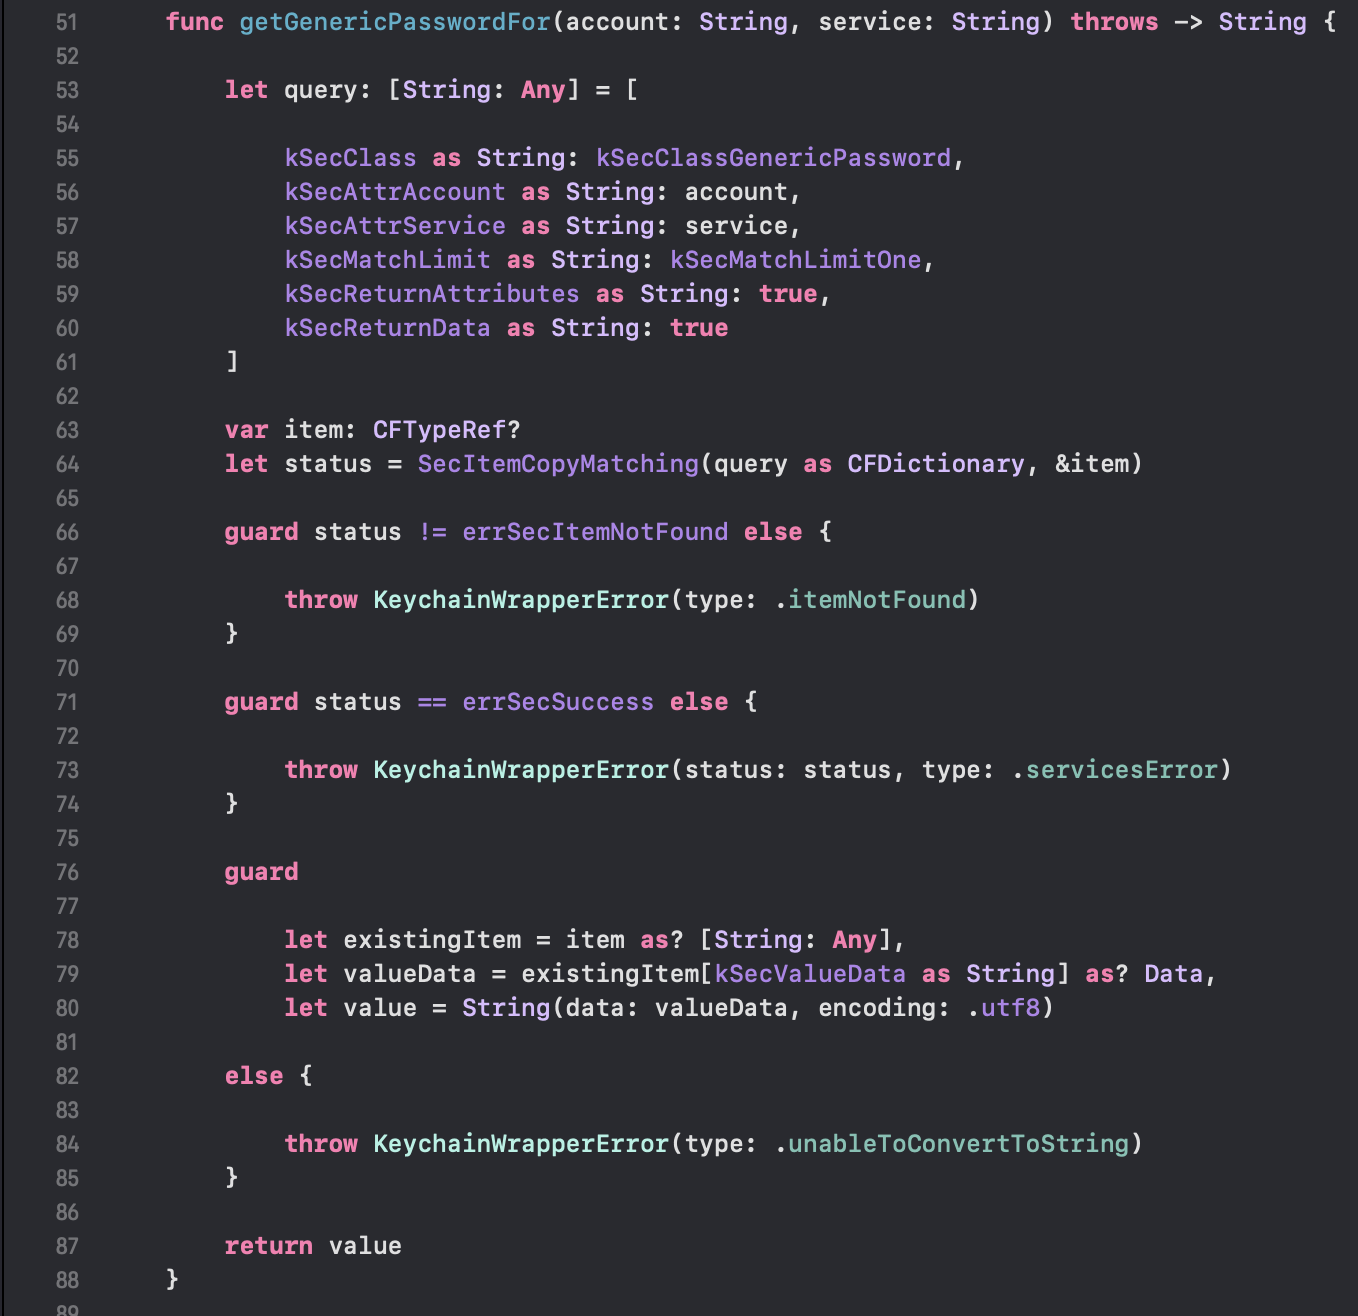 51 func getGenericPasswordFor(account: String, service: String) throws -> String {
52
53 let query: [String: Any] = [
54
55 kSecClass as String: kSecClassGenericPassword,
56 kSecAttrAccount as String: account,
57 kSecAttrService as String: service,
58 kSecMatchLimit as String: kSecMatchLimitOne,
59 kSecReturnAttributes as String: true,
60 kSecReturnData as String: true
61 ]
62
63 var item: CFTypeRef?
64 let status = SecItemCopyMatching(query as CFDictionary, &item)
65
66 guard status != errSecItemNotFound else {
67
68 throw KeychainWrapperError(type: .itemNotFound)
69 }
70
71 guard status == errSecSuccess else {
72
73 throw KeychainWrapperError(status: status, type: .servicesError)
74 }
75
76 guard
77
78 let existingItem = item as? [String: Any],
79 let valueData = existingItem[kSecValueData as String] as? Data,
80 let value = String(data: valueData, encoding: .utf8)
81
82 else {
83
84 throw KeychainWrapperError(type: .unableToConvertToString)
85 }
86
87 return value
88 }
89